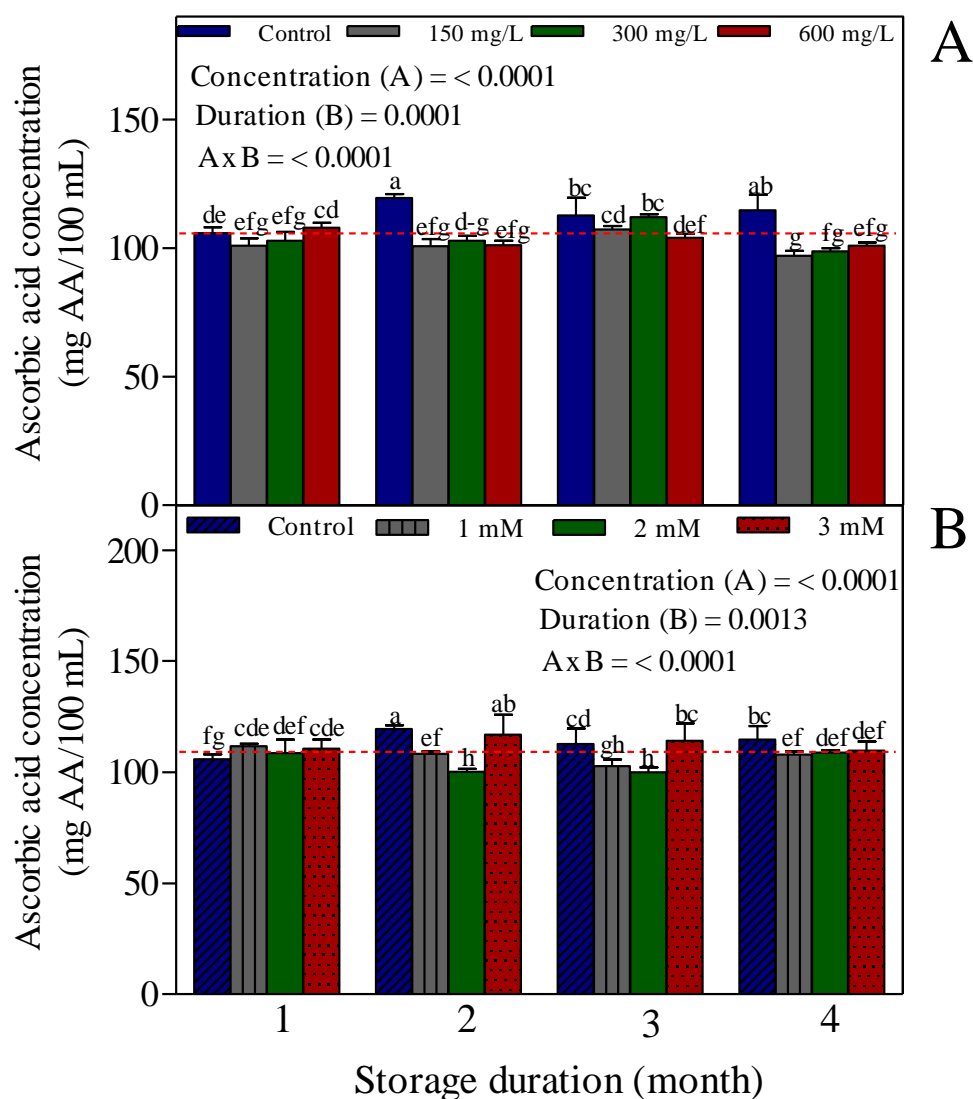 Control 150 mg/L 300 mg/L 600 mg/L
A
Concentration (A) = < 0.0001
Duration (B) = 0.0001
A x B = < 0.0001
Ascorbic acid concentration
(mg AA/100 mL)
150
100
50
0
de efg efg cd
a efg d-g efg
bc cd bc def
ab g fg efg
Control 1 mM 2 mM 3 mM
B
Concentration (A) = < 0.0001
Duration (B) = 0.0013
A x B = < 0.0001
Ascorbic acid concentration
(mg AA/100 mL)
200
150
100
50
0
fg cde def cde
a ef h ab
cd gh h bc
bc ef def def
1 2 3 4
Storage duration (month)